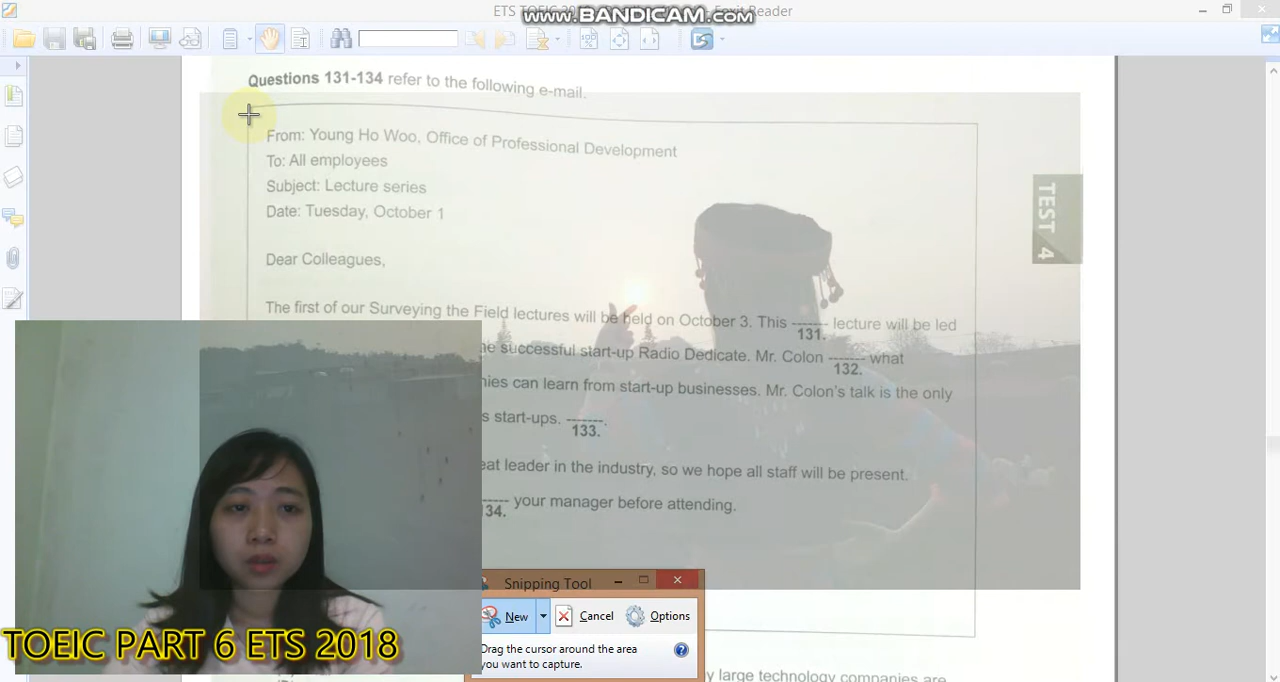 ETS TOEIC 20
Reader
www.BANDICAM.com
Questions 131-134 refer to the following e-mail.
From: Young Ho Woo, Office of Professional Development
To: All employees
Subject: Lecture series
Date: Tuesday, October 1
TEST 4
Dear Colleagues,
The first of our Surveying the Field lectures will be held on October 3. This ------- lecture will be led
131.
successful start-up Radio Dedicate. Mr. Colon ------- what
132.
can learn from start-up businesses. Mr. Colon's talk is the only
start-ups. -------.
133.
leader in the industry, so we hope all staff will be present.
your manager before attending.
34.
Snipping Tool
New
Cancel
Options
Drag the cursor around the area
you want to capture.
large technology companies are
TOEIC PART 6 ETS 2018